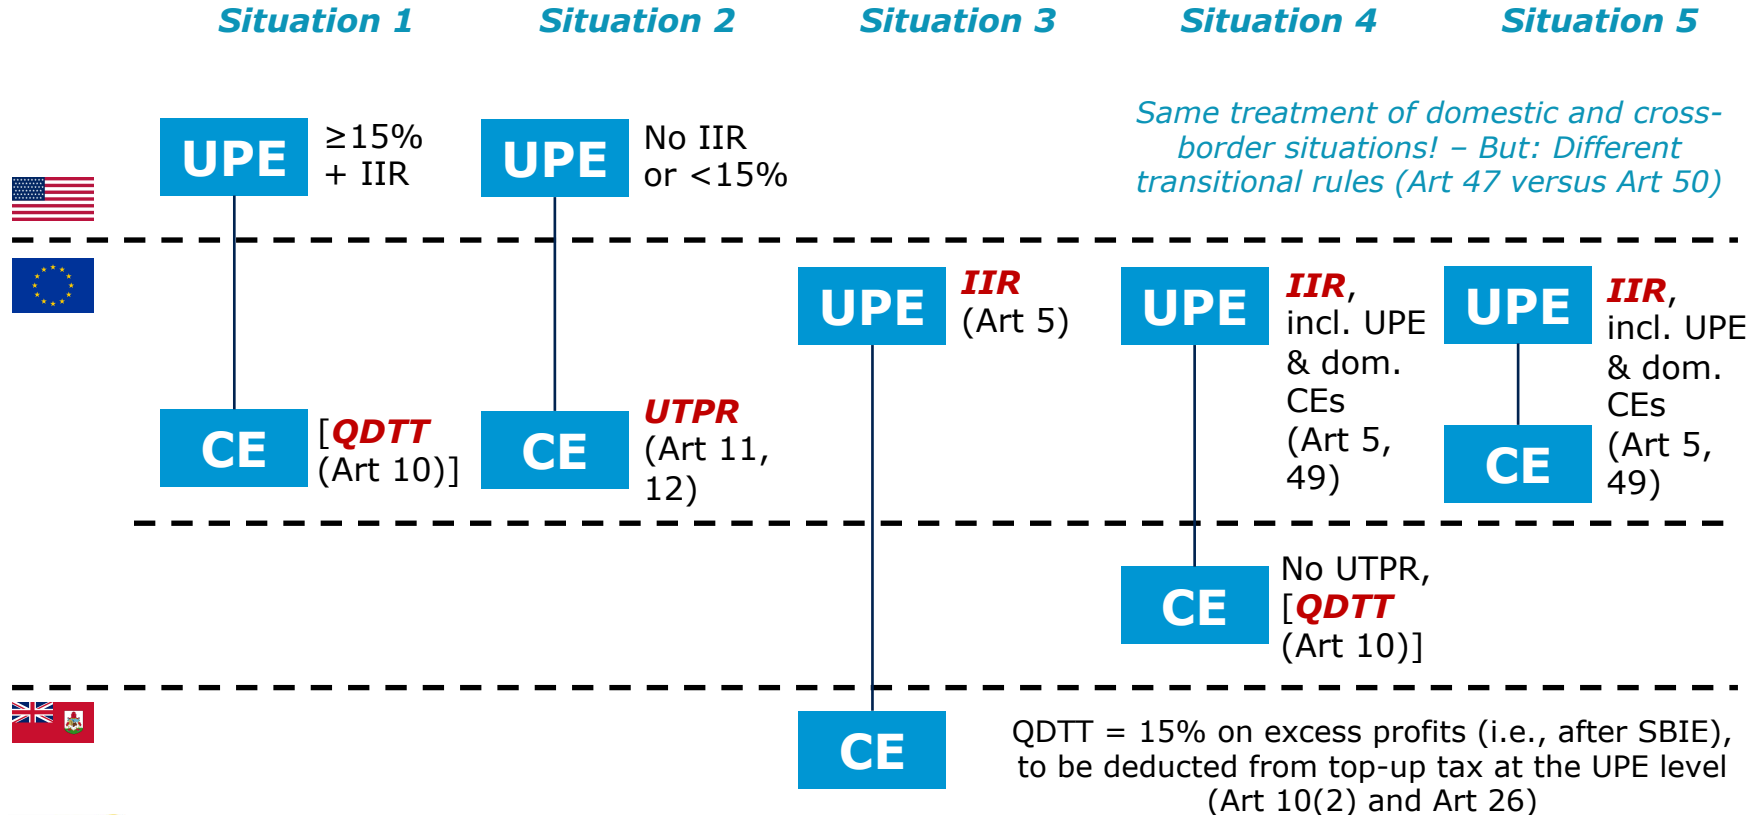 Situation 1
Situation 2
Situation 3
Situation 4
Situation 5
UPE
≥15%
+ IIR
UPE
No IIR
or <15%
Same treatment of domestic and cross-
border situations! – But: Different
transitional rules (Art 47 versus Art 50)
CE
[QDTT
(Art 10)]
CE
UTPR
(Art 11,
12)
UPE
IIR
(Art 5)
UPE
IIR,
incl. UPE
& dom.
CEs
(Art 5,
49)
UPE
IIR,
incl. UPE
& dom.
CEs
(Art 5,
49)
CE
CE
No UTPR,
[QDTT
(Art 10)]
CE
QDTT = 15% on excess profits (i.e., after SBIE),
to be deducted from top-up tax at the UPE level
(Art 10(2) and Art 26)